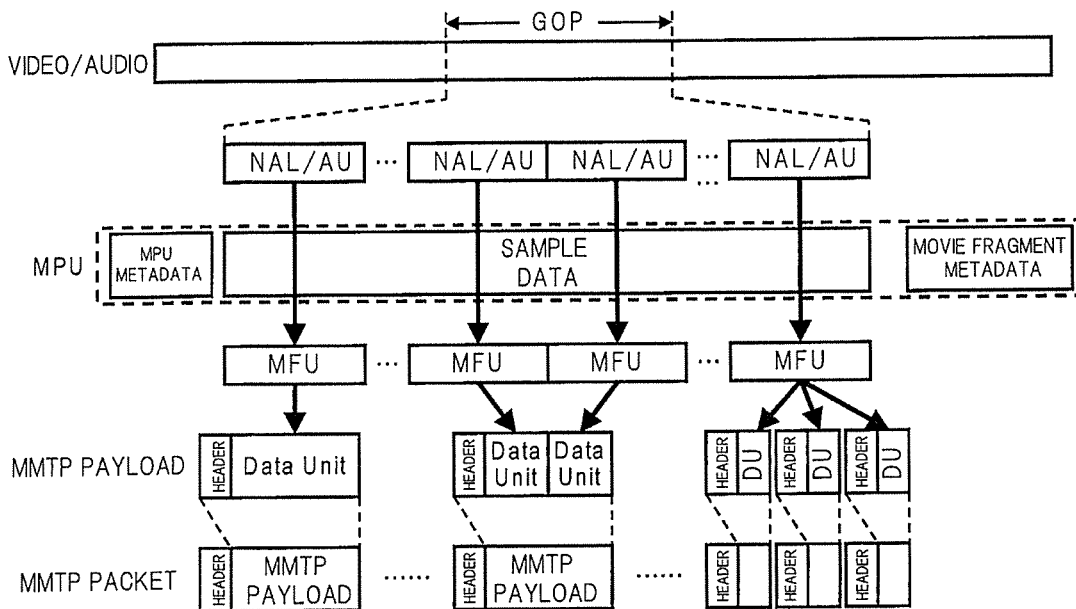 GOP
VIDEO/AUDIO
NAL/AU ... NAL/AU NAL/AU ... ... NAL/AU
MPU
MPU
METADATA
SAMPLE
DATA
MOVIE FRAGMENT
METADATA
MFU ... MFU MFU ... MFU
MMTP PAYLOAD
HEADER
Data Unit
HEADER
Data
Unit
Data
Unit
HEADER
DU
HEADER
DU
HEADER
DU
MMTP PACKET
HEADER
MMTP
PAYLOAD
......
HEADER
MMTP
PAYLOAD
......
HEADER
HEADER
HEADER